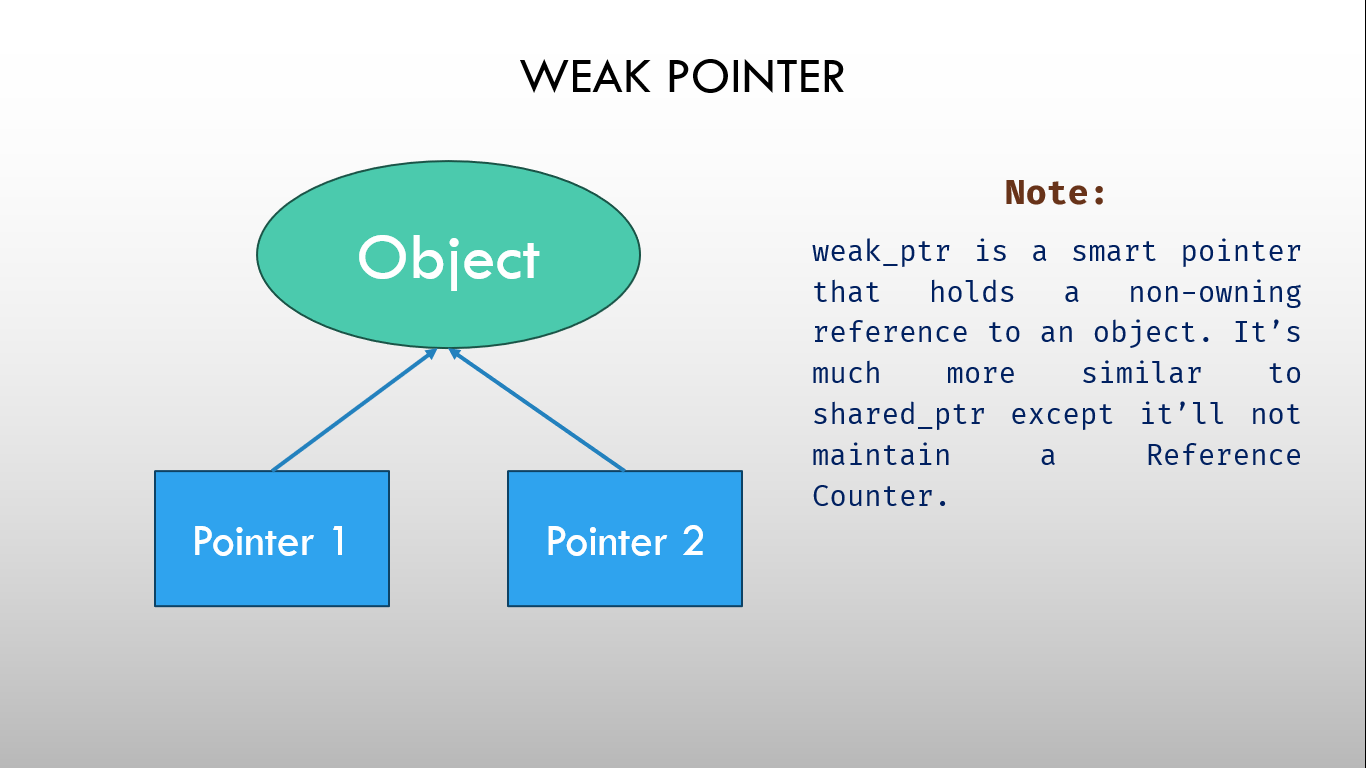 WEAK POINTER
Object
Pointer 1
Pointer 2
Note:
weak_ptr is a smart pointer
that holds a non-owning
reference to an object. It’s
much more similar to
shared_ptr except it’ll not
maintain a Reference
Counter.